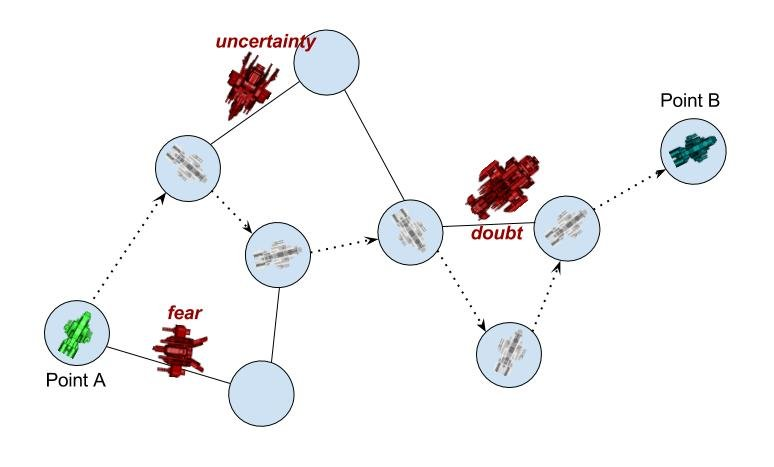 uncertainty
Point B
doubt
fear
Point A